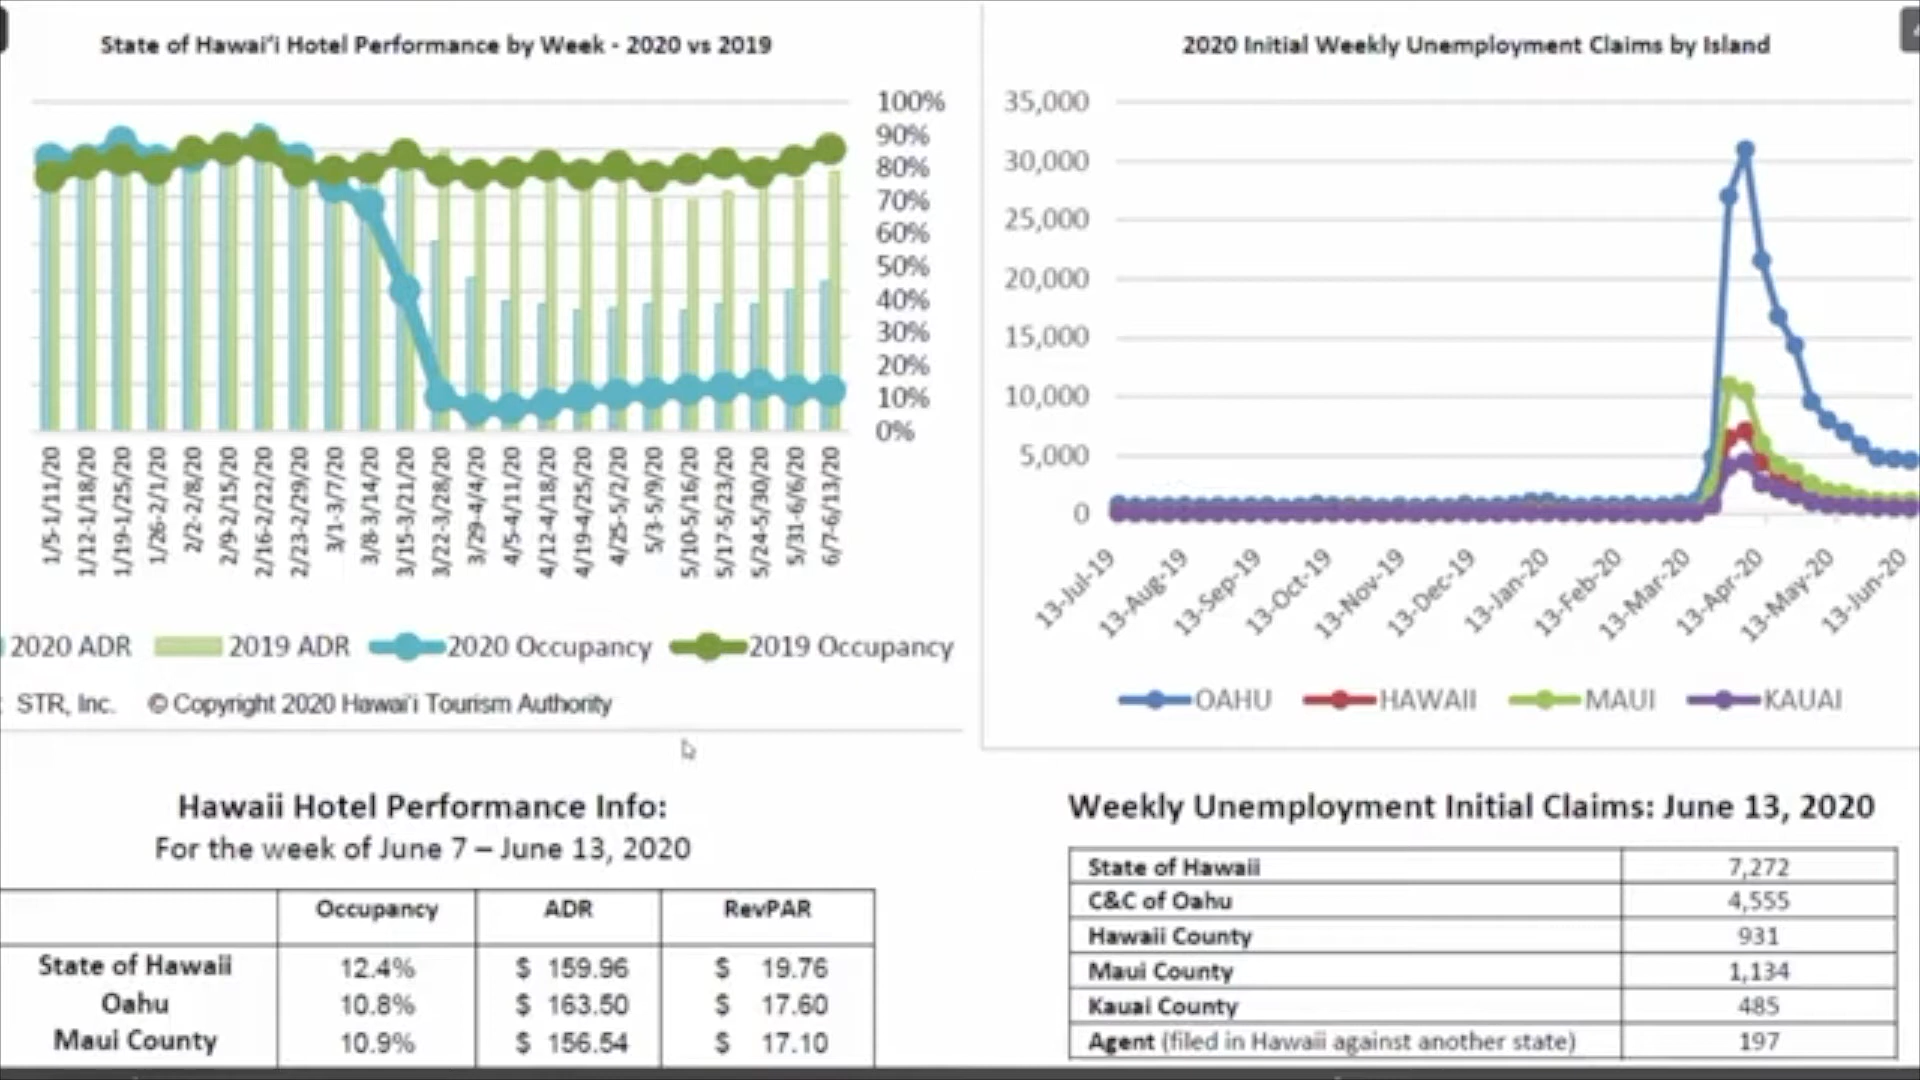 State of Hawai'i Hotel Performance by Week - 2020 vs 2019
100%
90%
80%
70%
60%
50%
40%
30%
20%
10%
0%
1/5-1/11/20
1/12-1/18/20
1/19-1/25/20
1/26-2/1/20
2/2-2/8/20
2/9-2/15/20
2/16-2/22/20
2/23-2/29/20
3/1-3/7/20
3/8-3/14/20
3/15-3/21/20
3/22-3/28/20
3/29-4/4/20
4/5-4/11/20
4/12-4/18/20
4/19-4/25/20
4/25-5/2/20
5/3-5/9/20
5/10-5/16/20
5/17-5/23/20
5/24-5/30/20
5/31-6/6/20
6/7-6/13/20
2020 ADR 2019 ADR 2020 Occupancy 2019 Occupancy
: STR, Inc. © Copyright 2020 Hawai'i Tourism Authority
2020 Initial Weekly Unemployment Claims by Island
35,000
30,000
25,000
20,000
15,000
10,000
5,000
0
13-Jul-19
13-Aug-19
13-Sep-19
13-Oct-19
13-Nov-19
13-Dec-19
13-Jan-20
13-Feb-20
13-Mar-20
13-Apr-20
13-May-20
13-Jun-20
OAHU HAWAII MAUI KAUAI
Hawaii Hotel Performance Info:
For the week of June 7 – June 13, 2020
Occupancy ADR RevPAR
State of Hawaii 12.4% $ 159.96 $ 19.76
Oahu 10.8% $ 163.50 $ 17.60
Maui County 10.9% $ 156.54 $ 17.10
Weekly Unemployment Initial Claims: June 13, 2020
State of Hawaii 7,272
C&C of Oahu 4,555
Hawaii County 931
Maui County 1,134
Kauai County 485
Agent (filed in Hawaii against another state) 197